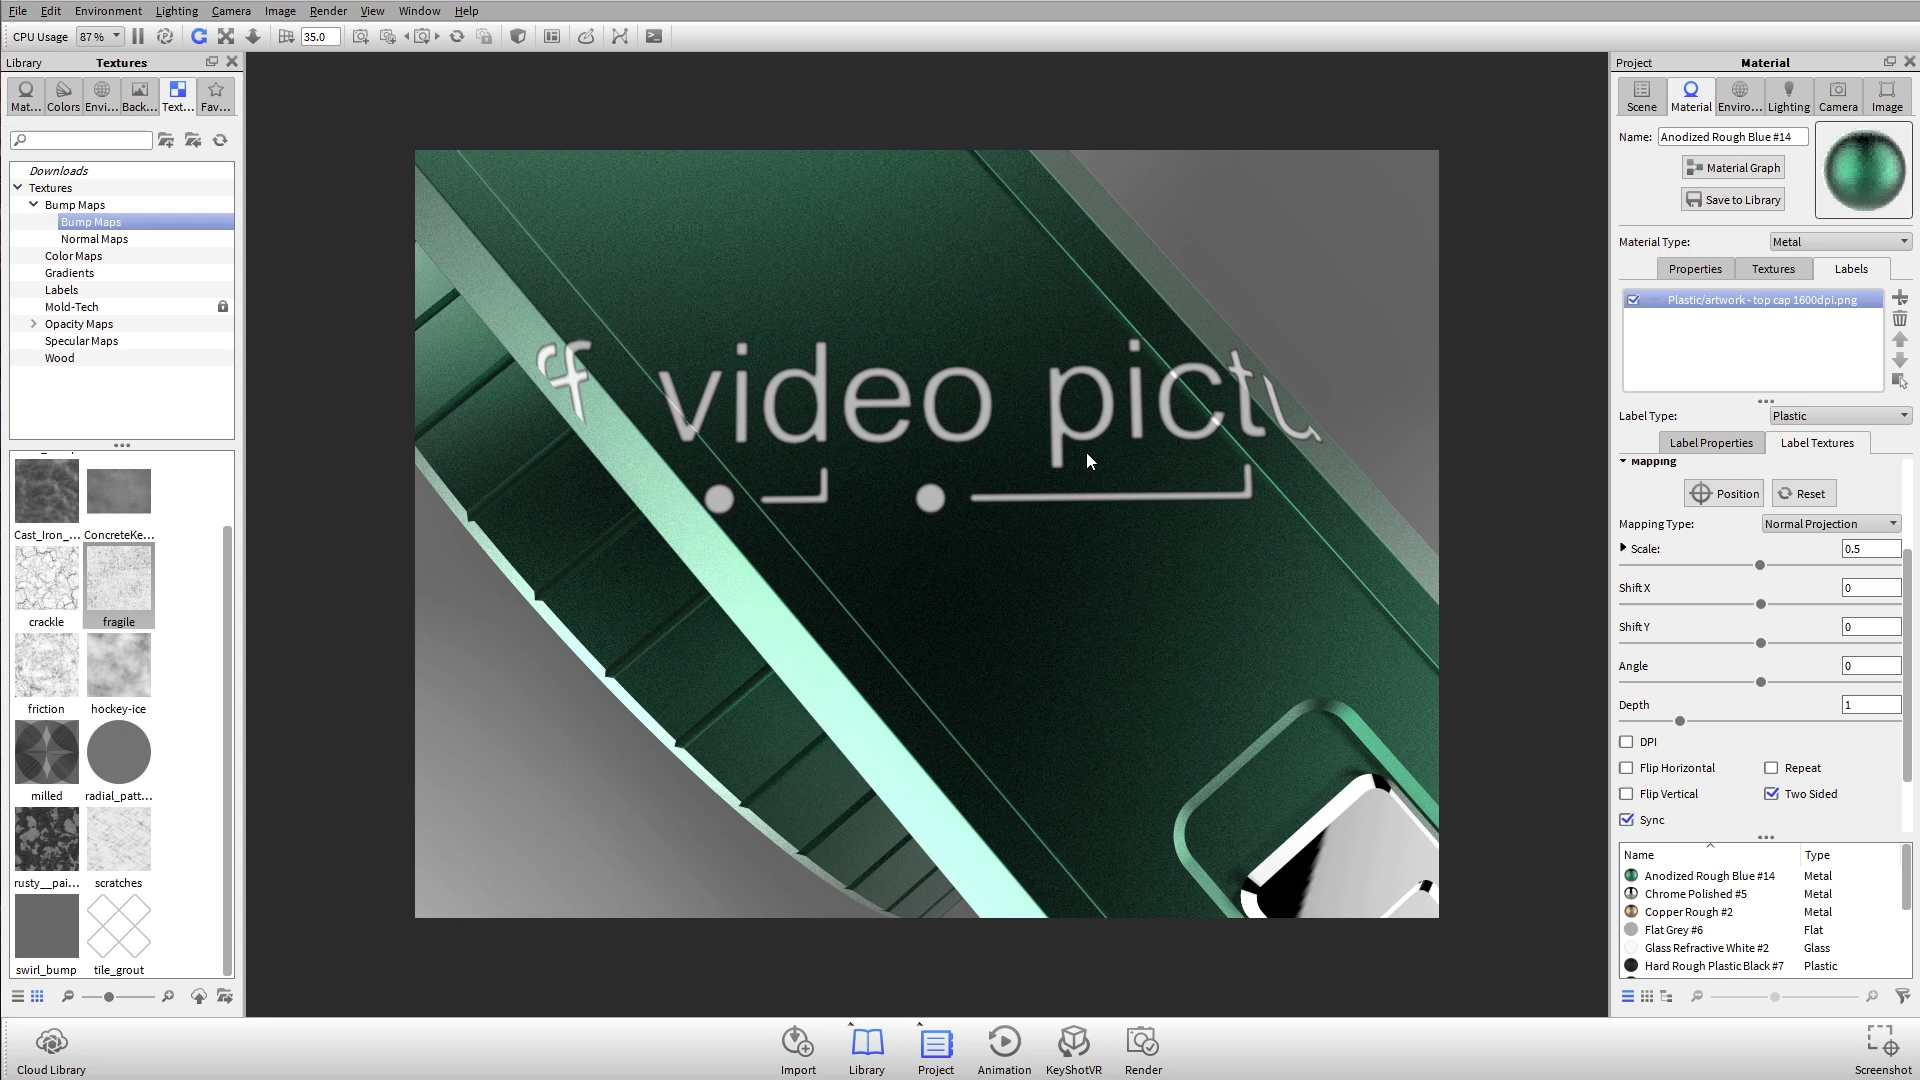 File Edit Environment Lighting Camera Image Render View Window Help
CPU Usage 87 % 35.0
Library Textures
Mat... Colors Envi... Back... Text... Fav...
Downloads
Textures
Bump Maps
Bump Maps
Normal Maps
Color Maps
Gradients
Labels
Mold-Tech
Opacity Maps
Specular Maps
Wood
Cast_Iron_... ConcreteKe...
crackle fragile
friction hockey-ice
milled radial_patt...
rusty__pai... scratches
swirl_bump tile_grout
ff video pictu
Project Material
Scene Material Enviro... Lighting Camera Image
Name: Anodized Rough Blue #14
Material Graph
Save to Library
Material Type: Metal
Properties Textures Labels
Plastic/artwork - top cap 1600dpi.png
Label Type: Plastic
Label Properties Label Textures
Mapping
Position Reset
Mapping Type: Normal Projection
Scale: 0.5
Shift X 0
Shift Y 0
Angle 0
Depth 1
DPI
Flip Horizontal Repeat
Flip Vertical Two Sided
Sync
Name Type
Anodized Rough Blue #14 Metal
Chrome Polished #5 Metal
Copper Rough #2 Metal
Flat Grey #6 Flat
Glass Refractive White #2 Glass
Hard Rough Plastic Black #7 Plastic
Cloud Library Import Library Project Animation KeyShotVR Render Screenshot